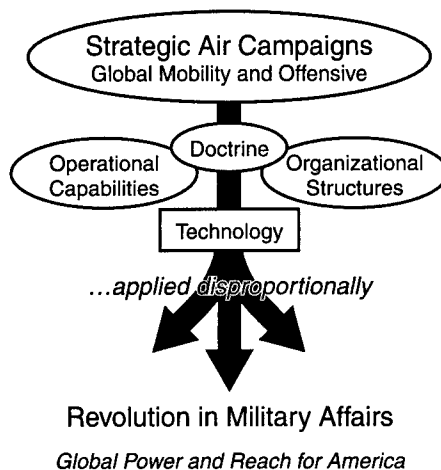 Strategic Air Campaigns
Global Mobility and Offensive
Doctrine
Operational
Capabilities
Organizational
Structures
Technology
...applied disproportionally
Revolution in Military Affairs
Global Power and Reach for America